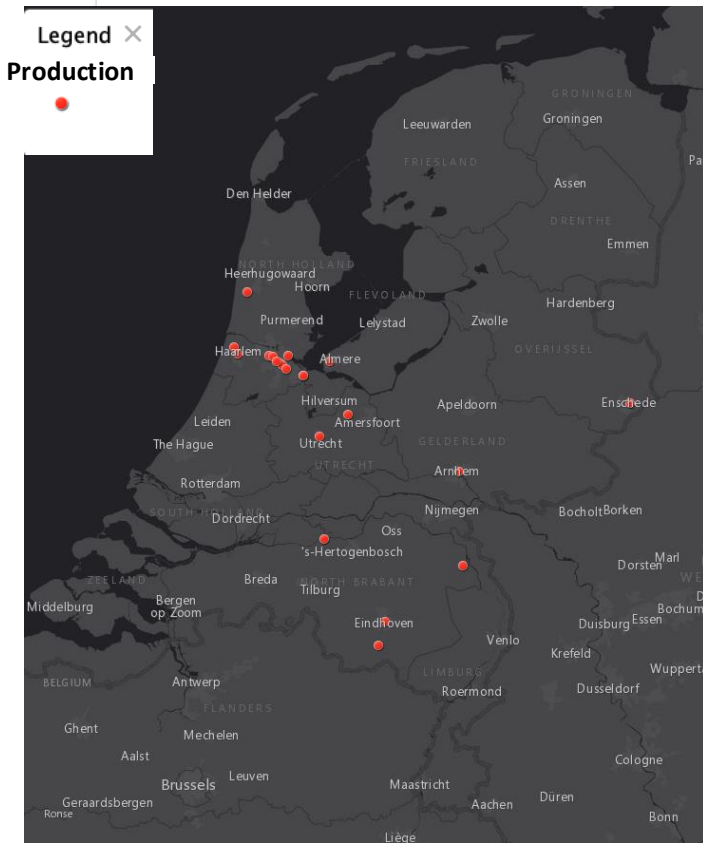 Legend ×
Production
GRONINGEN
Leeuwarden
Groningen
FRIESLAND
Pa
Assen
Den Helder
DRENTHE
Emmen
NORTH HOLLAND
Heerhugowaard
Hoorn
FLEVOLAND
Hardenberg
Purmerend
Lelystad
Zwolle
Haarlem
Almere
OVERIJSSEL
Hilversum
Apeldoorn
Enschede
Leiden
Amersfoort
The Hague
Utrecht
GELDERLAND
UTRECHT
Arnhem
Rotterdam
SOUTH HOLLAND
Dordrecht
Nijmegen
Bocholt
Borken
Oss
's-Hertogenbosch
Marl
Dorsten
ZEELAND
Breda
NORTH BRABANT
WE
Tilburg
D
Middelburg
Bergen
op Zoom
Bochum
Eindhoven
Duisburg
Essen
Venlo
Krefeld
LIMBURG
Wupperta
BELGIUM
Antwerp
Roermond
Dusseldorf
FLANDERS
Ghent
Mechelen
Aalst
Cologne
Brussels
Leuven
Maastricht
Düren
Geraardsbergen
Aachen
Ronse
Bonn
Liège